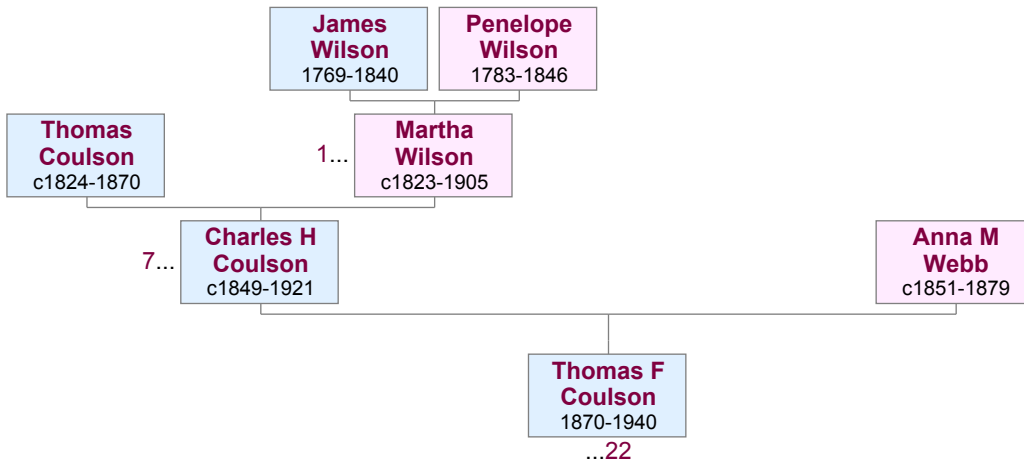 James
Wilson
1769-1840
Penelope
Wilson
1783-1846
Thomas
Coulson
c1824-1870
1...
Martha
Wilson
c1823-1905
7...
Charles H
Coulson
c1849-1921
Anna M
Webb
c1851-1879
Thomas F
Coulson
1870-1940
...22